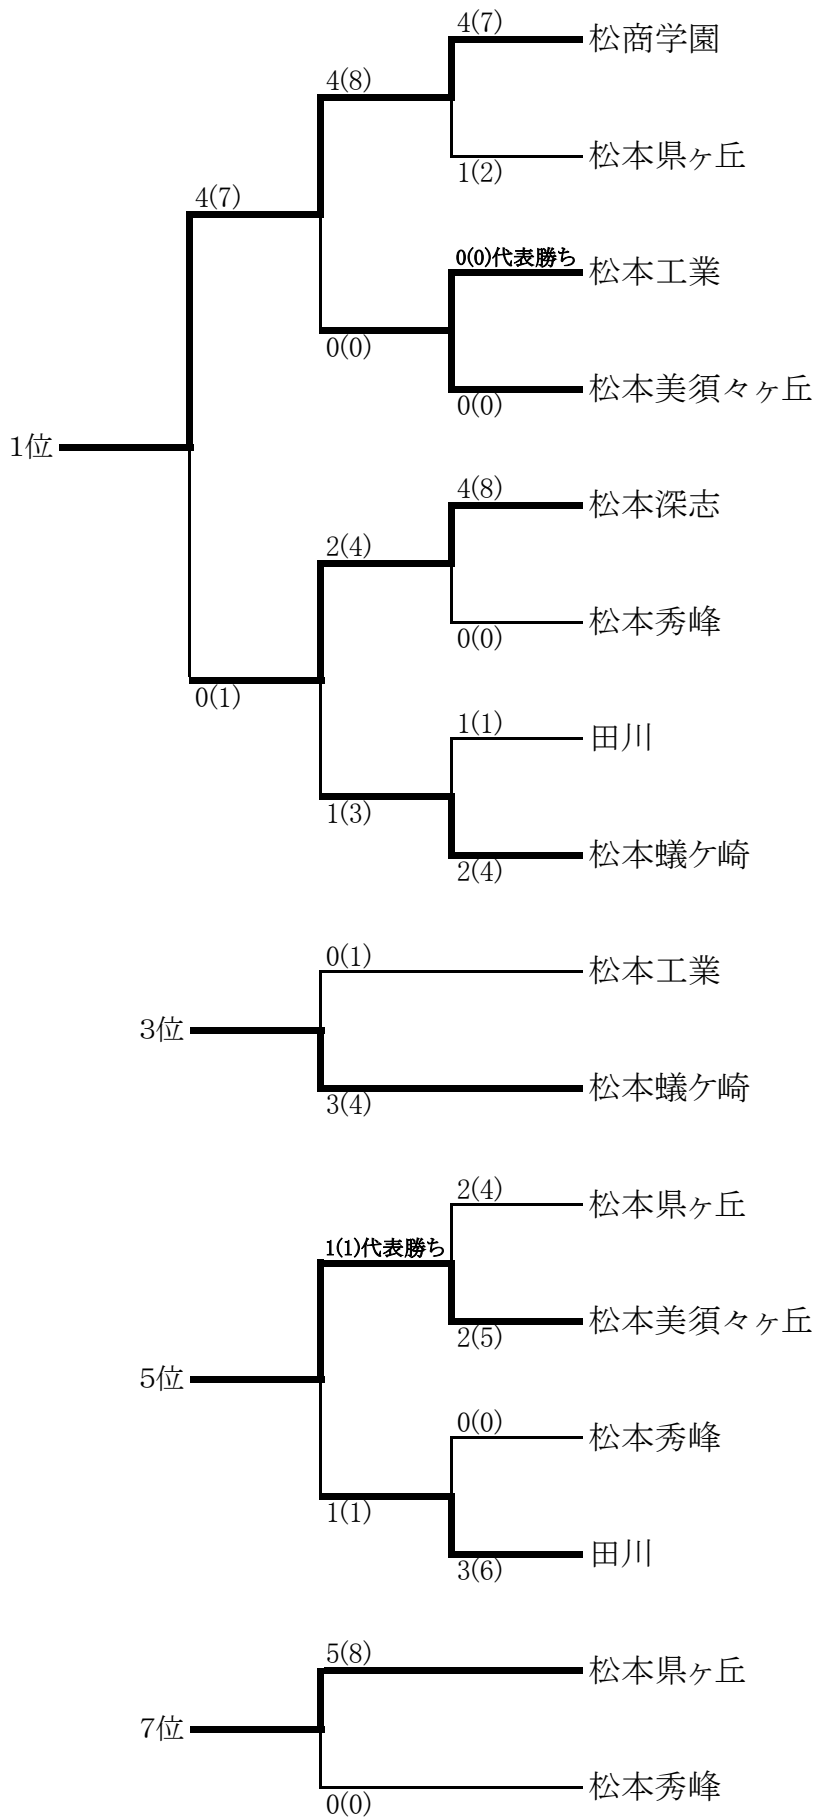 4(7)
松商学園
4(8)
松本県ヶ丘
1(2)
4(7)
0(0)代表勝ち
松本工業
0(0)
松本美須々ヶ丘
0(0)
1位
4(8)
松本深志
2(4)
松本秀峰
0(0)
0(1)
1(1)
田川
1(3)
松本蟻ケ崎
2(4)
0(1)
松本工業
3位
松本蟻ケ崎
3(4)
2(4)
松本県ヶ丘
1(1)代表勝ち
松本美須々ヶ丘
2(5)
5位
0(0)
松本秀峰
1(1)
田川
3(6)
5(8)
松本県ヶ丘
7位
松本秀峰
0(0)